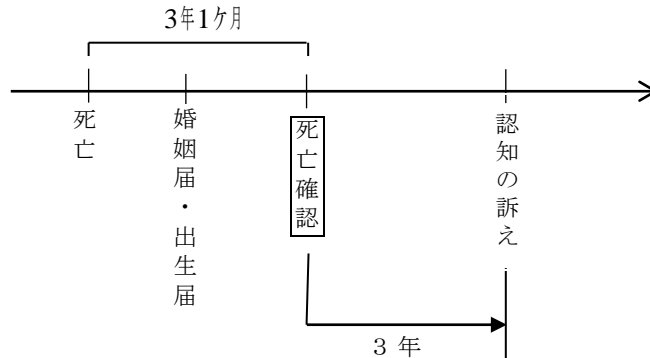 3年1ケ月
死亡
婚姻届・出生届
死亡確認
認知の訴え
3 年